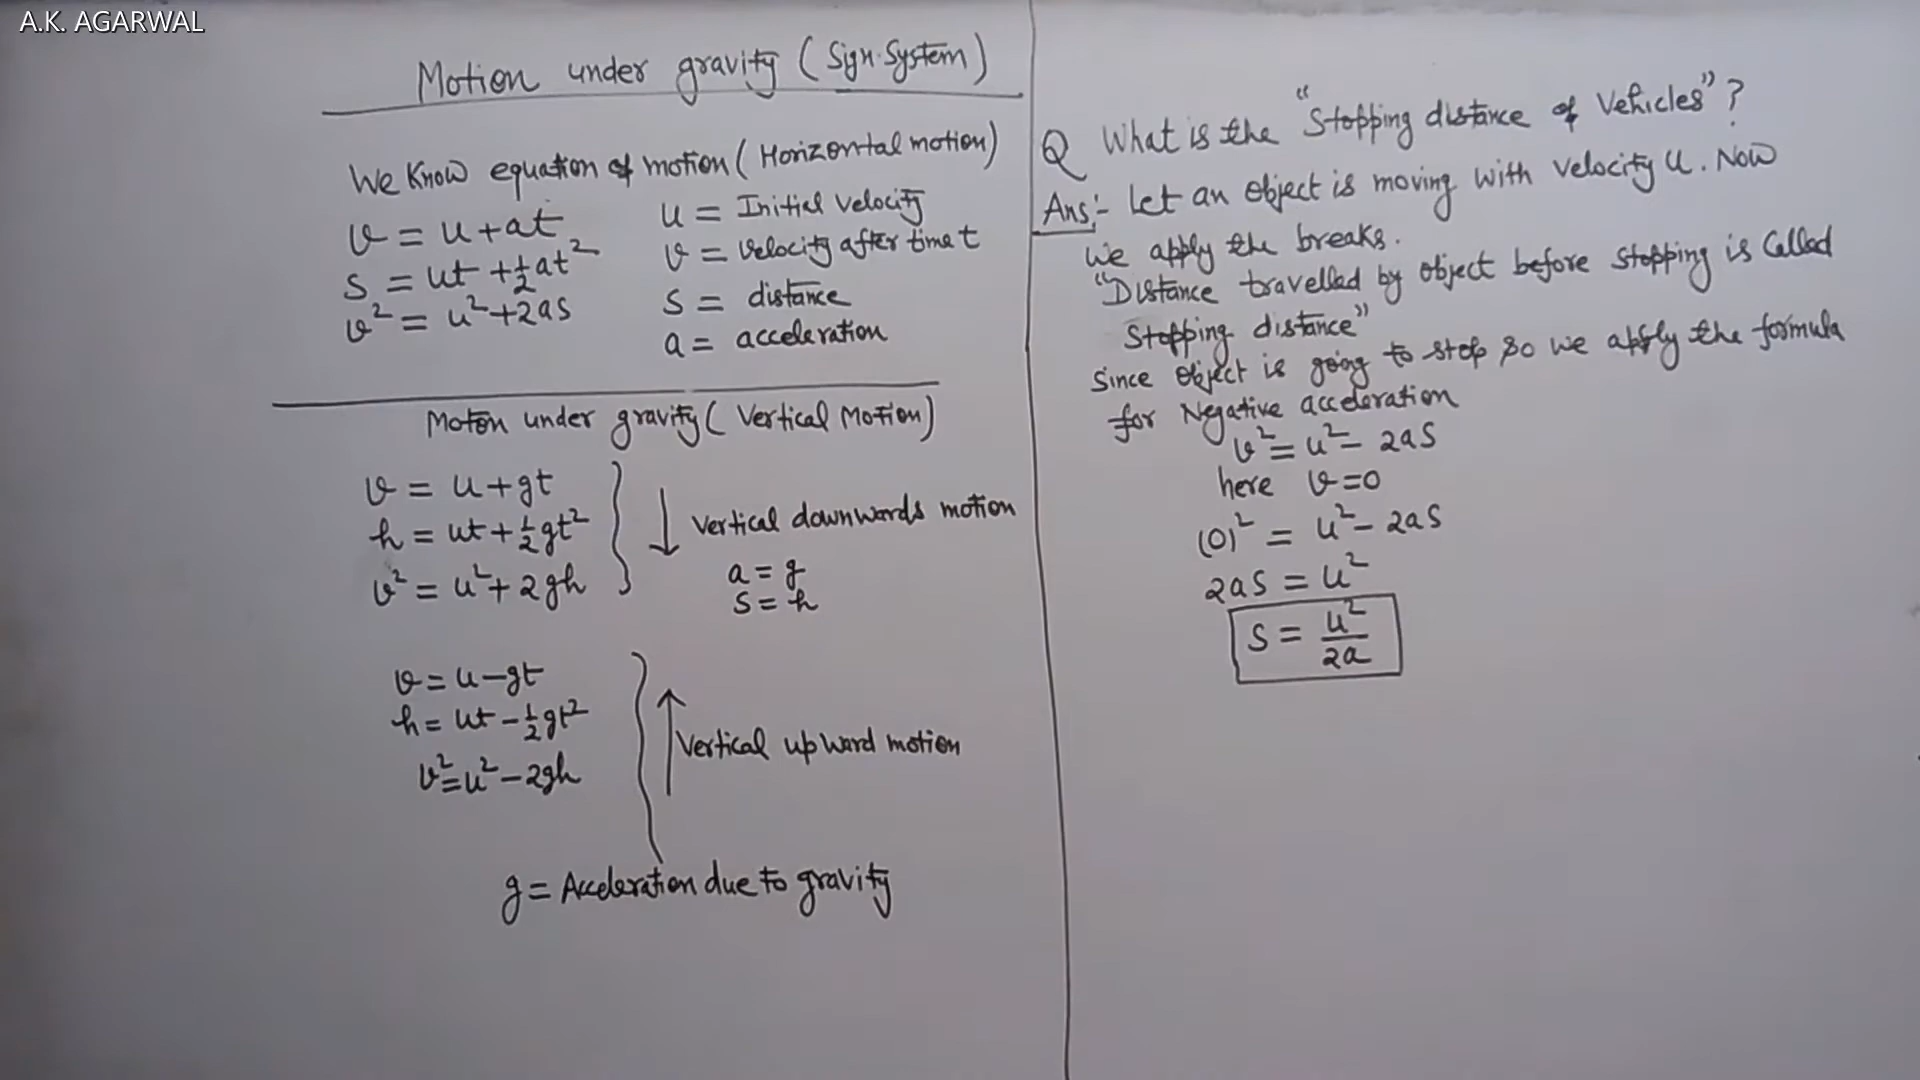 A.K. AGARWAL
Motion under gravity (Sign System)
We Know equation of motion (Horizontal motion)
v = u + at
s = ut + 1/2 at²
v² = u² + 2as
u = Initial velocity
v = velocity after time t
s = distance
a = acceleration
Moton under gravity (Vertical Motion)
v = u + gt
h = ut + 1/2 gt²
v² = u² + 2gh
↓ Vertical downwards motion
a = g
s = h
v = u - gt
h = ut - 1/2 gt²
v² = u² - 2gh
↑ Vertical upward motion
g = Acceleration due to gravity
Q What is the "Stopping distance of Vehicles"?
Ans:- Let an object is moving with velocity u. Now
we apply the breaks.
"Distance travelled by object before stopping is Called
Stopping distance"
Since object is going to stop so we apply the formula
for Negative acceleration
v² = u² - 2as
here v = 0
(0)² = u² - 2as
2as = u²
s = u²/2a